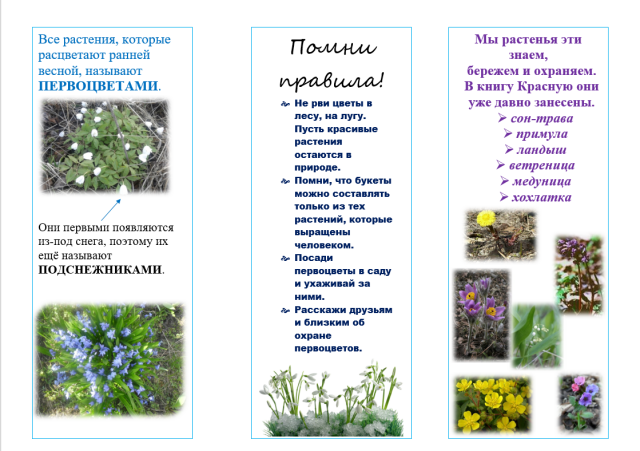 Все растения, которые
расцветают ранней
весной, называют
ПЕРВОЦВЕТАМИ.
Они первыми появляются
из-под снега, поэтому их
ещё называют
ПОДСНЕЖНИКАМИ.
Помни
правила!
Не рви цветы в
лесу, на лугу.
Пусть красивые
растения
остаются в
природе.
Помни, что букеты
можно составлять
только из тех
растений, которые
выращены
человеком.
Посади
первоцветы в саду
и ухаживай за
ними.
Расскажи друзьям
и близким об
охране
первоцветов.
Мы растенья эти
знаем,
бережем и охраняем.
В книгу Красную они
уже давно занесены.
сон-трава
примула
ландыш
ветреница
медуница
хохлатка